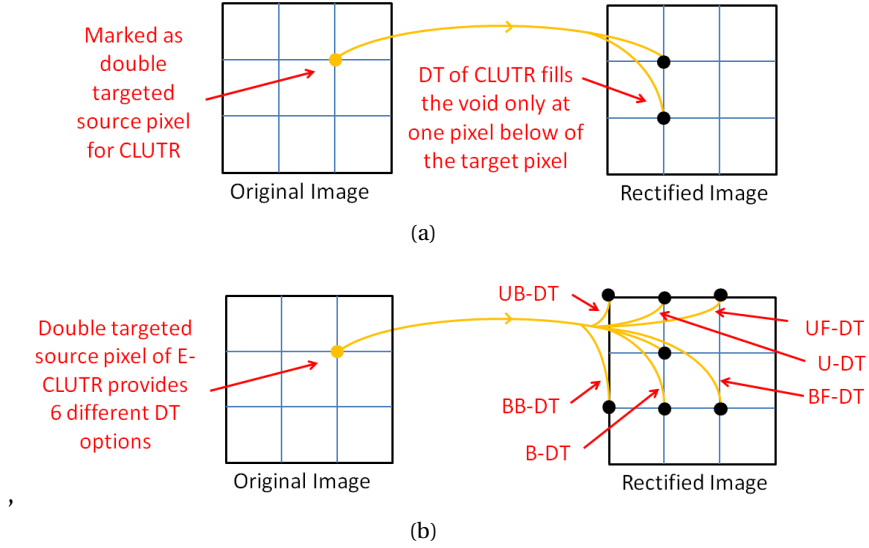 Marked as
double
targeted
source pixel
for CLUTR
DT of CLUTR fills
the void only at
one pixel below of
the target pixel
Original Image
Rectified Image
(a)
UB-DT
UF-DT
U-DT
Double targeted
source pixel of E-
CLUTR provides
6 different DT
options
BB-DT
BF-DT
B-DT
Original Image
Rectified Image
,
(b)